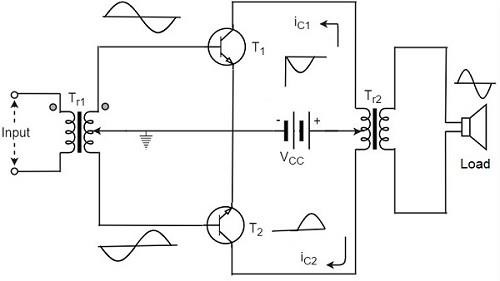 iC1
T1
Tr1
Tr2
Input
- +
VCC
Load
T2
iC2